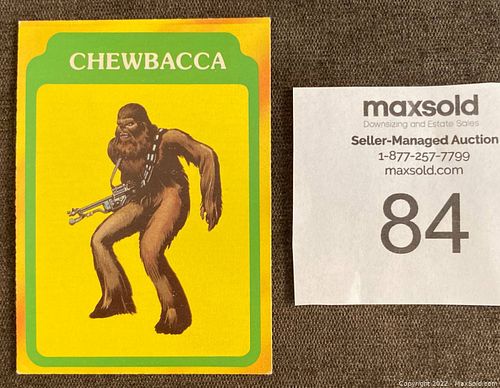 CHEWBACCA
maxsold
Downsizing and Estate Sales
Seller-Managed Auction
1-877-257-7799
maxsold.com
84
Copyright 2022 - MaxSold.com